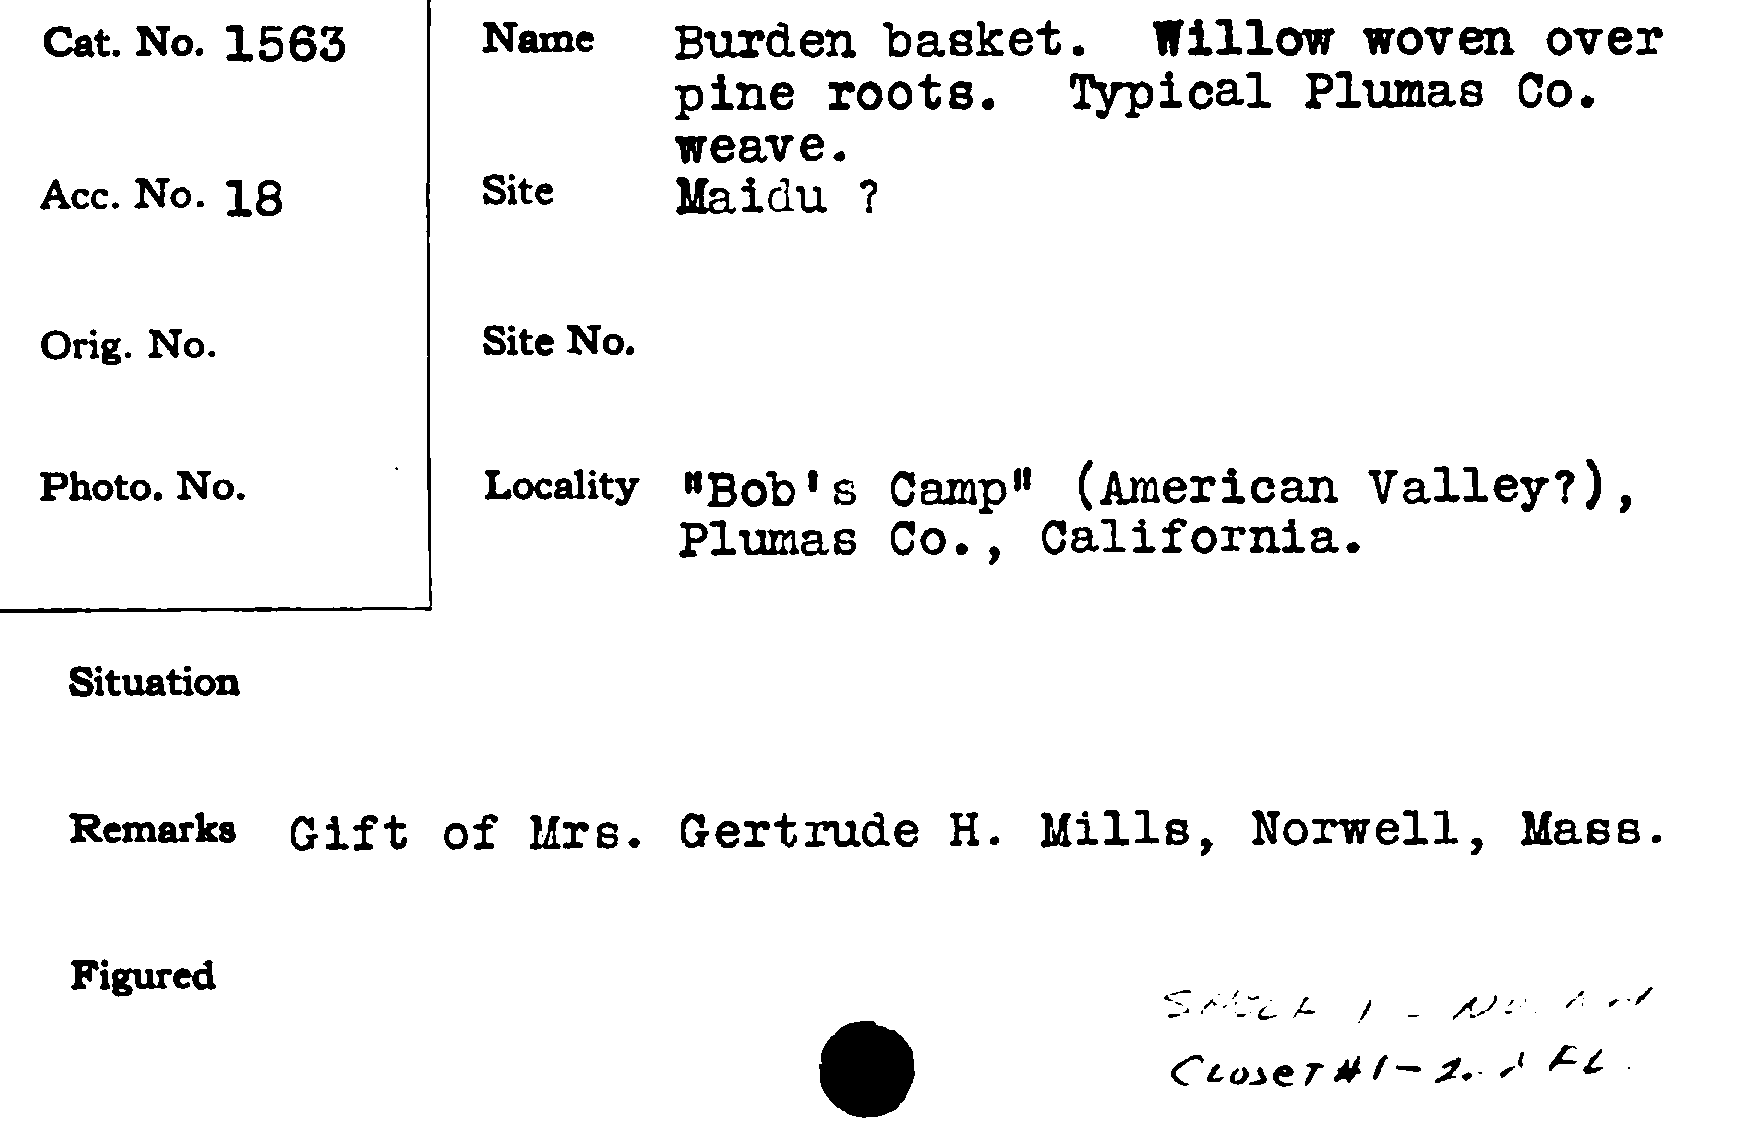 Cat. No. 1563
Name Burden basket. Willow woven over
pine roots. Typical Plumas Co.
weave.
Acc. No. 18
Site Maidu ?
Orig. No.
Site No.
Photo. No.
Locality "Bob's Camp" (American Valley?),
Plumas Co., California.
Situation
Remarks Gift of Mrs. Gertrude H. Mills, Norwell, Mass.
Figured
Closet #1 - 2nd FL.